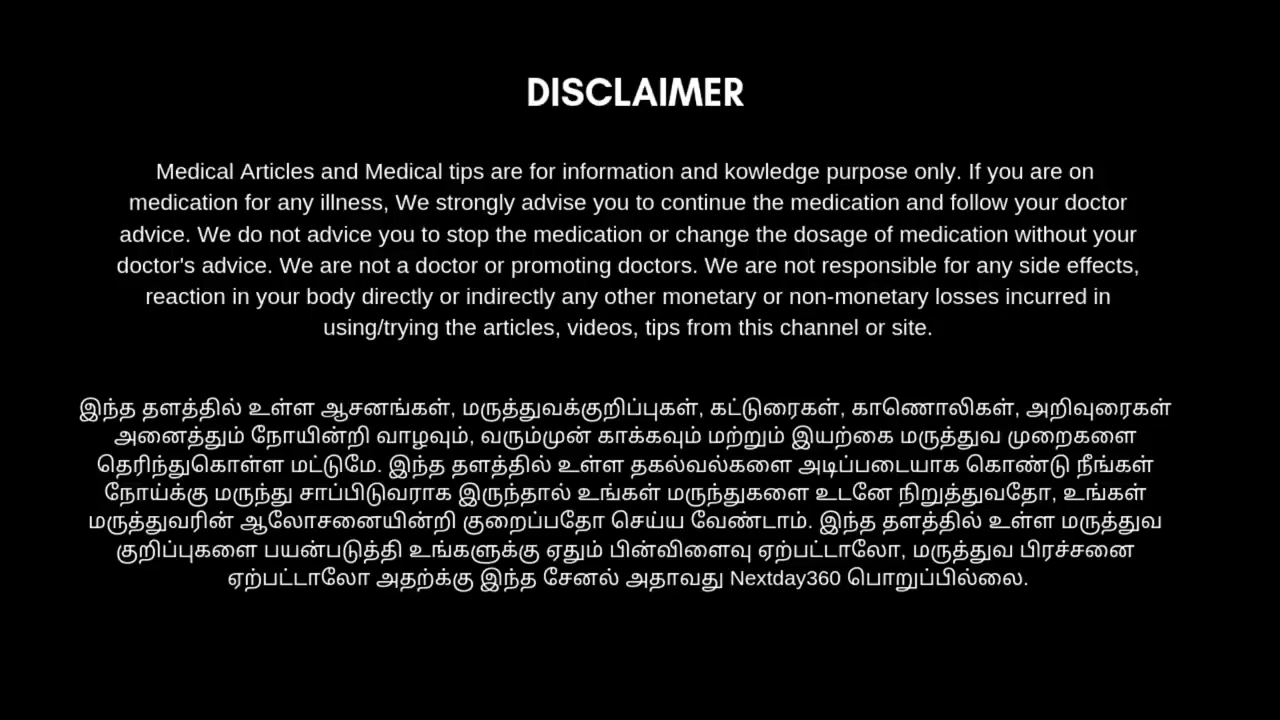 DISCLAIMER
Medical Articles and Medical tips are for information and kowledge purpose only. If you are on
medication for any illness, We strongly advise you to continue the medication and follow your doctor
advice. We do not advice you to stop the medication or change the dosage of medication without your
doctor's advice. We are not a doctor or promoting doctors. We are not responsible for any side effects,
reaction in your body directly or indirectly any other monetary or non-monetary losses incurred in
using/trying the articles, videos, tips from this channel or site.
இந்த தளத்தில் உள்ள ஆசனங்கள், மருத்துவக்குறிப்புகள், கட்டுரைகள், காணொலிகள், அறிவுரைகள்
அனைத்தும் நோயின்றி வாழவும், வரும்முன் காக்கவும் மற்றும் இயற்கை மருத்துவ முறைகளை
தெரிந்துகொள்ள மட்டுமே. இந்த தளத்தில் உள்ள தகல்வல்களை அடிப்படையாக கொண்டு நீங்கள்
நோய்க்கு மருந்து சாப்பிடுவராக இருந்தால் உங்கள் மருந்துகளை உடனே நிறுத்துவதோ, உங்கள்
மருத்துவரின் ஆலோசனையின்றி குறைப்பதோ செய்ய வேண்டாம். இந்த தளத்தில் உள்ள மருத்துவ
குறிப்புகளை பயன்படுத்தி உங்களுக்கு ஏதும் பின்விளைவு ஏற்பட்டாலோ, மருத்துவ பிரச்சனை
ஏற்பட்டாலோ அதற்க்கு இந்த சேனல் அதாவது Nextday360 பொறுப்பில்லை.